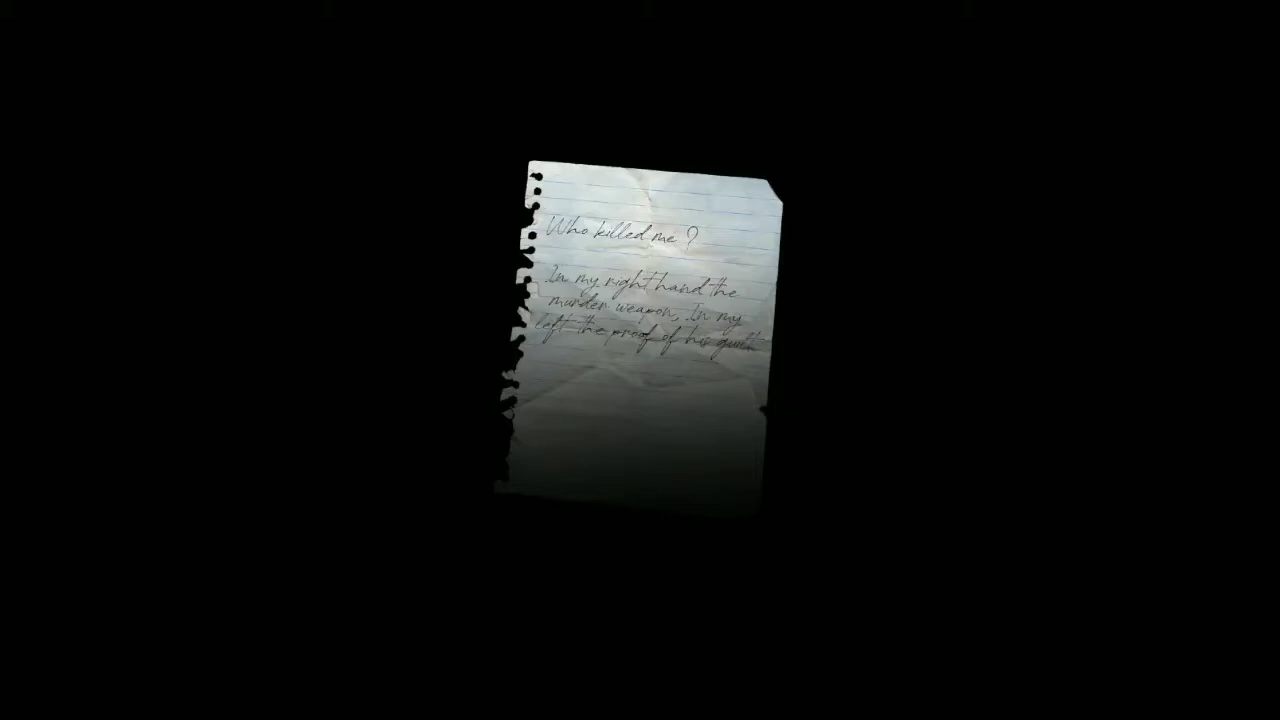 Who killed me?
In my right hand the
murder weapon, In my
left the proof of his guilt